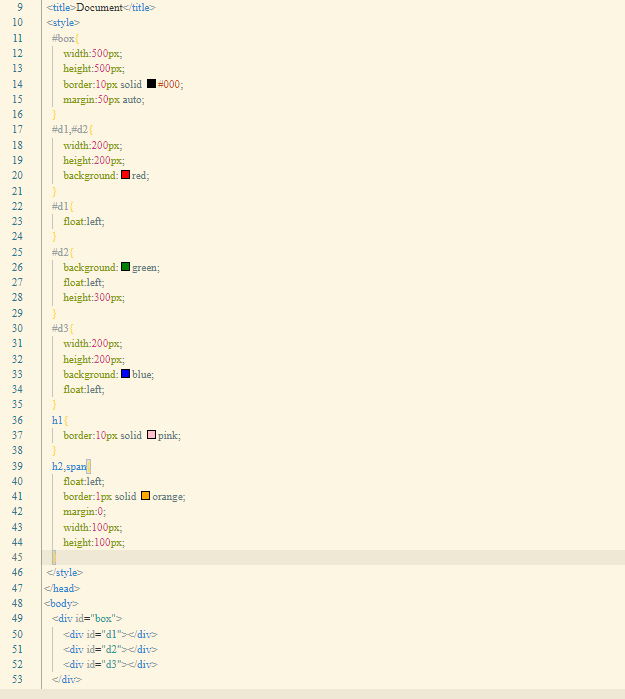 9 <title>Document</title>
10 <style>
11 #box{
12 width:500px;
13 height:500px;
14 border:10px solid #000;
15 margin:50px auto;
16 }
17 #d1,#d2{
18 width:200px;
19 height:200px;
20 background: red;
21 }
22 #d1{
23 float:left;
24 }
25 #d2{
26 background: green;
27 float:left;
28 height:300px;
29 }
30 #d3{
31 width:200px;
32 height:200px;
33 background: blue;
34 float:left;
35 }
36 h1{
37 border:10px solid pink;
38 }
39 h2,span{
40 float:left;
41 border:1px solid orange;
42 margin:0;
43 width:100px;
44 height:100px;
45 }
46 </style>
47 </head>
48 <body>
49 <div id="box">
50 <div id="d1"></div>
51 <div id="d2"></div>
52 <div id="d3"></div>
53 </div>